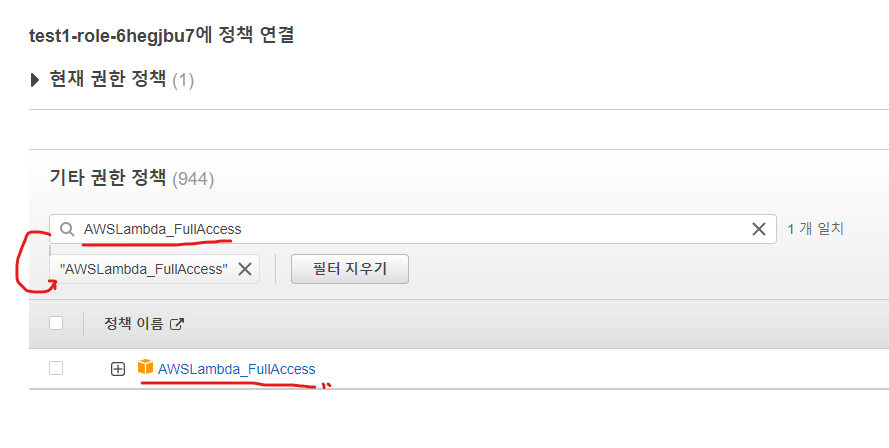 test1-role-6hegjbu7에 정책 연결
현재 권한 정책 (1)
기타 권한 정책 (944)
AWSLambda_FullAccess 1 개 일치
"AWSLambda_FullAccess" 필터 지우기
정책 이름
AWSLambda_FullAccess